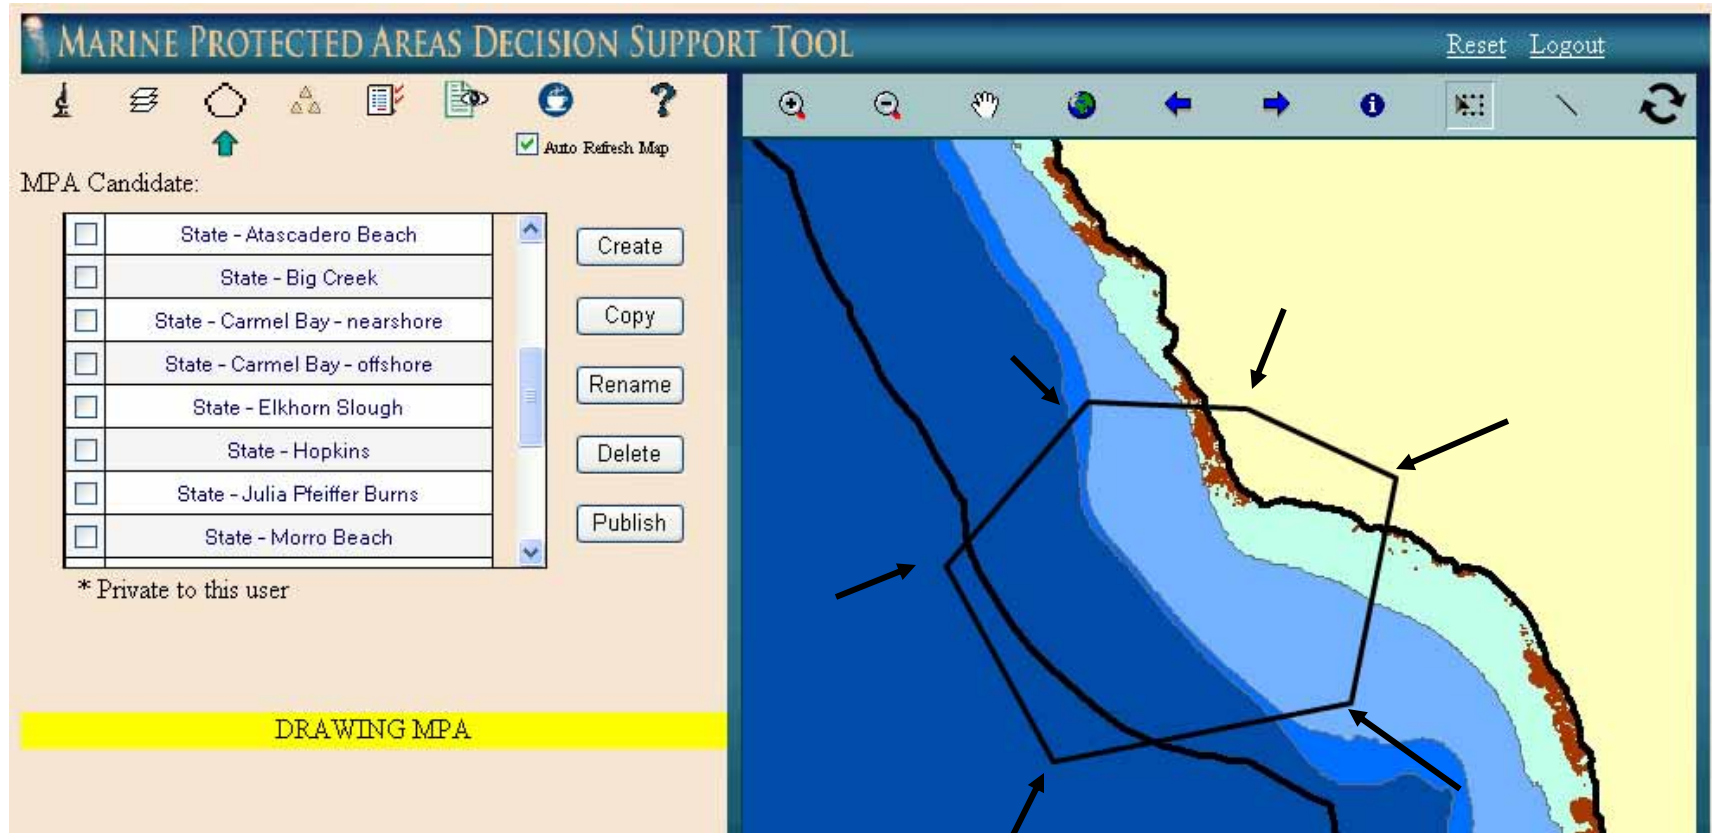 MARINE PROTECTED AREAS DECISION SUPPORT TOOL
Reset Logout
Auto Refresh Map
MPA Candidate:
State - Atascadero Beach
State - Big Creek
State - Carmel Bay - nearshore
State - Carmel Bay - offshore
State - Elkhorn Slough
State - Hopkins
State - Julia Pfeiffer Burns
State - Morro Beach
Create
Copy
Rename
Delete
Publish
* Private to this user
DRAWING MPA